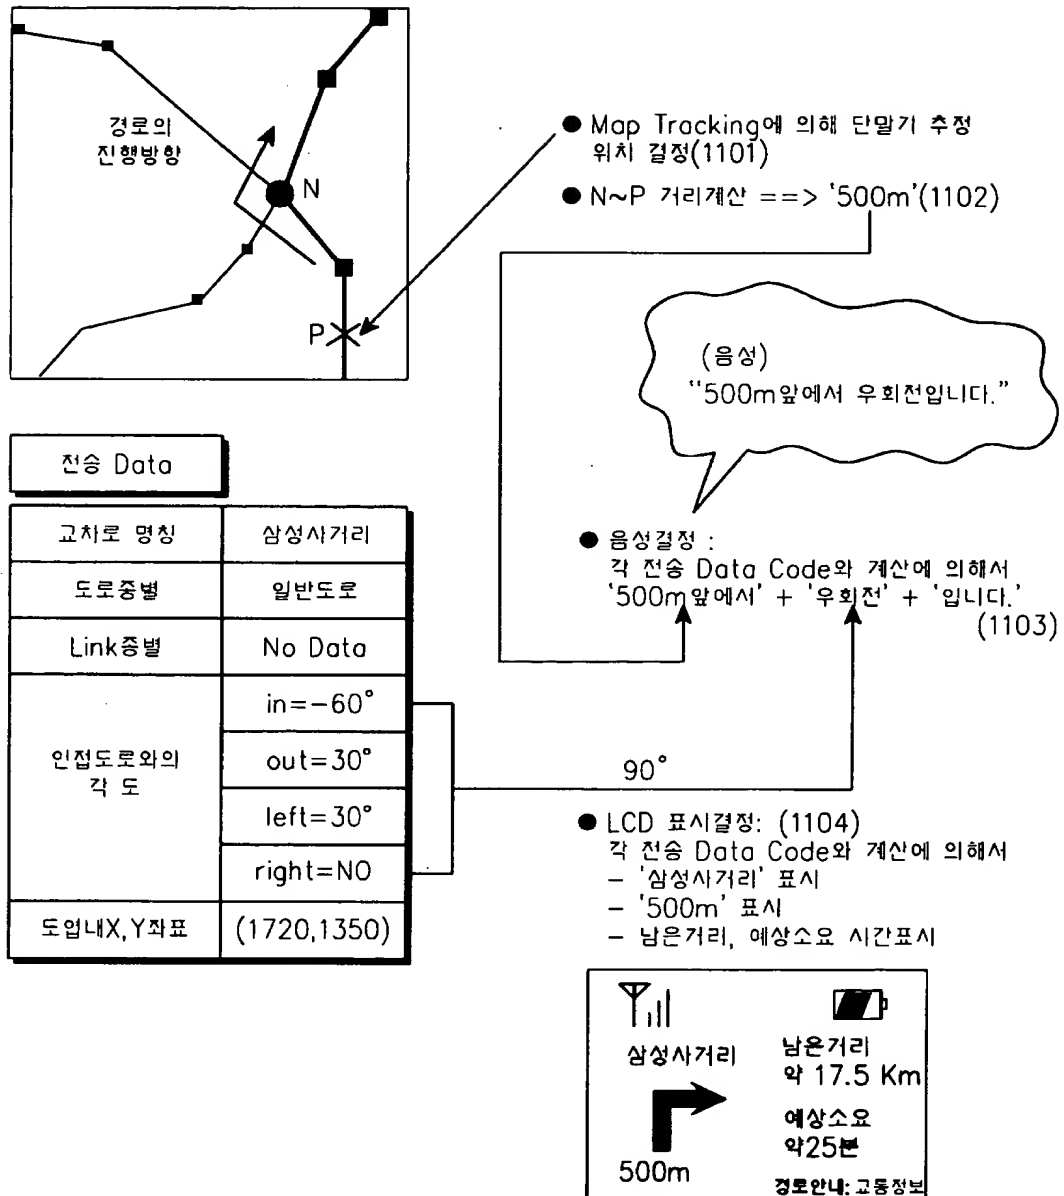 경로의
진행방향
N
P
● Map Tracking에 의해 단말기 추정
위치 결정(1101)
● N~P 거리계산 ==> '500m'(1102)
(음성)
"500m앞에서 우회전입니다."
전송 Data
교차로 명칭 삼성사거리
도로종별 일반도로
Link종별 No Data
인접도로와의
각 도
in=-60°
out=30°
left=30°
right=NO
도엽내X,Y좌표 (1720,1350)
● 음성결정 :
각 전송 Data Code와 계산에 의해서
'500m앞에서' + '우회전' + '입니다.'
(1103)
90°
● LCD 표시결정: (1104)
각 전송 Data Code와 계산에 의해서
- '삼성사거리' 표시
- '500m' 표시
- 남은거리, 예상소요 시간표시
삼성사거리
500m
남은거리
약 17.5 Km
예상소요
약25분
경로안내: 교통정보